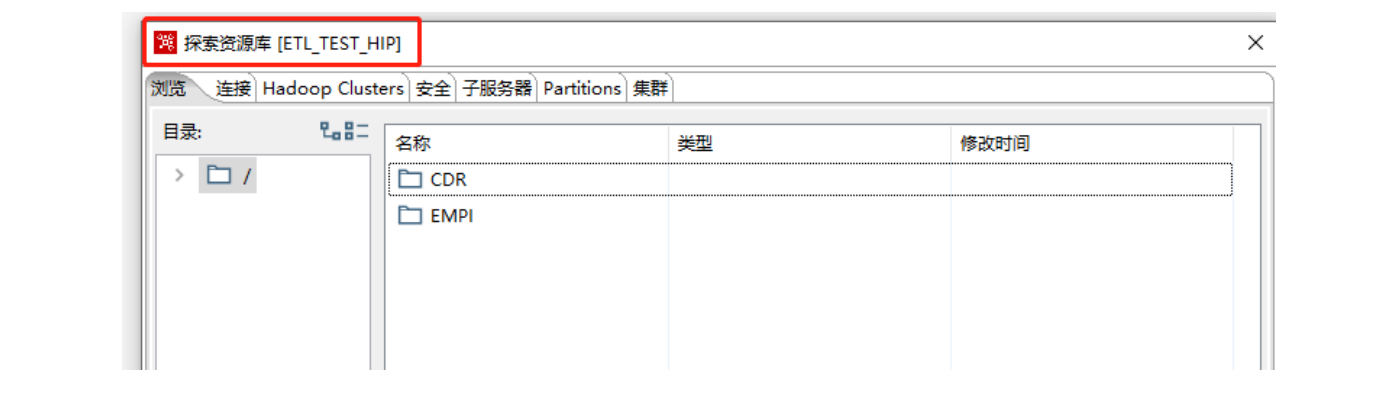 探索资源库 [ETL_TEST_HIP]
浏览 连接 Hadoop Clusters 安全 子服务器 Partitions 集群
目录:
名称 类型 修改时间
/
CDR
EMPI